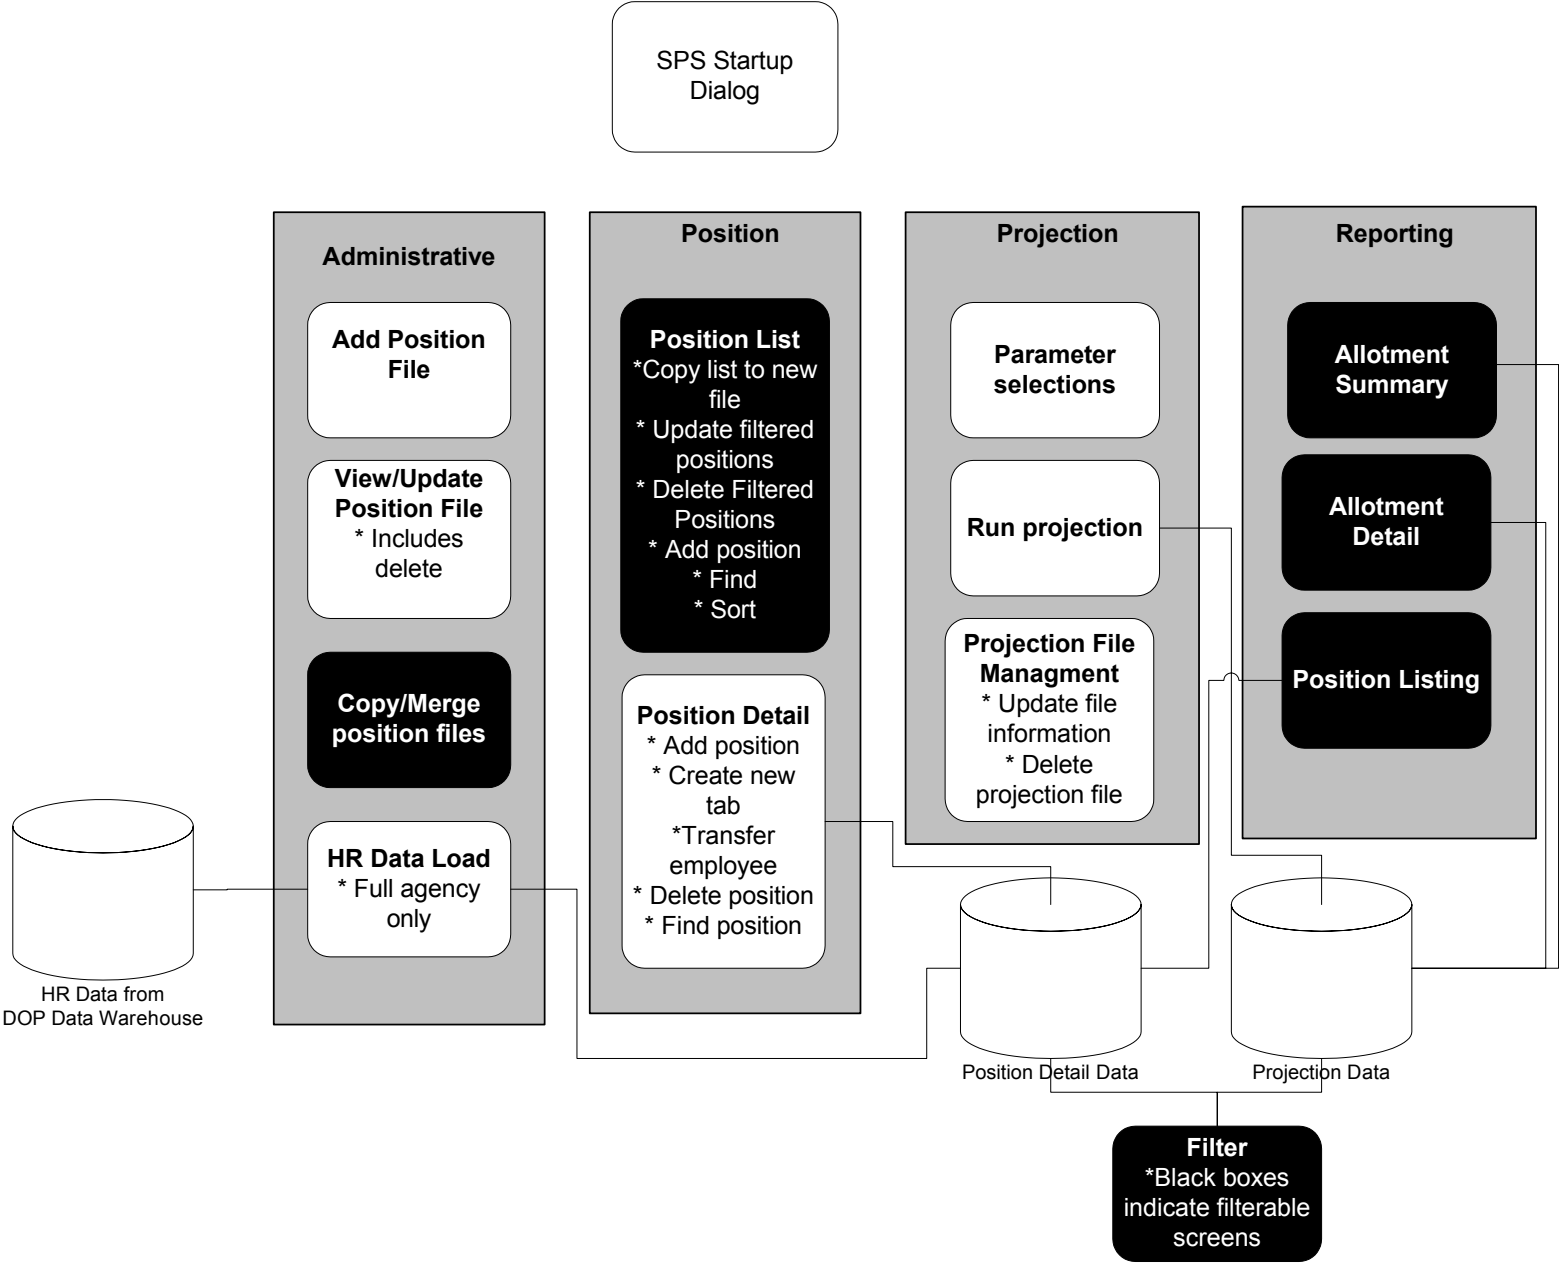 SPS Startup
Dialog
Administrative
Add Position
File
View/Update
Position File
* Includes
delete
Copy/Merge
position files
HR Data Load
* Full agency
only
HR Data from
DOP Data Warehouse
Position
Position List
*Copy list to new
file
* Update filtered
positions
* Delete Filtered
Positions
* Add position
* Find
* Sort
Position Detail
* Add position
* Create new
tab
*Transfer
employee
* Delete position
* Find position
Projection
Parameter
selections
Run projection
Projection File
Managment
* Update file
information
* Delete
projection file
Reporting
Allotment
Summary
Allotment
Detail
Position Listing
Position Detail Data
Projection Data
Filter
*Black boxes
indicate filterable
screens